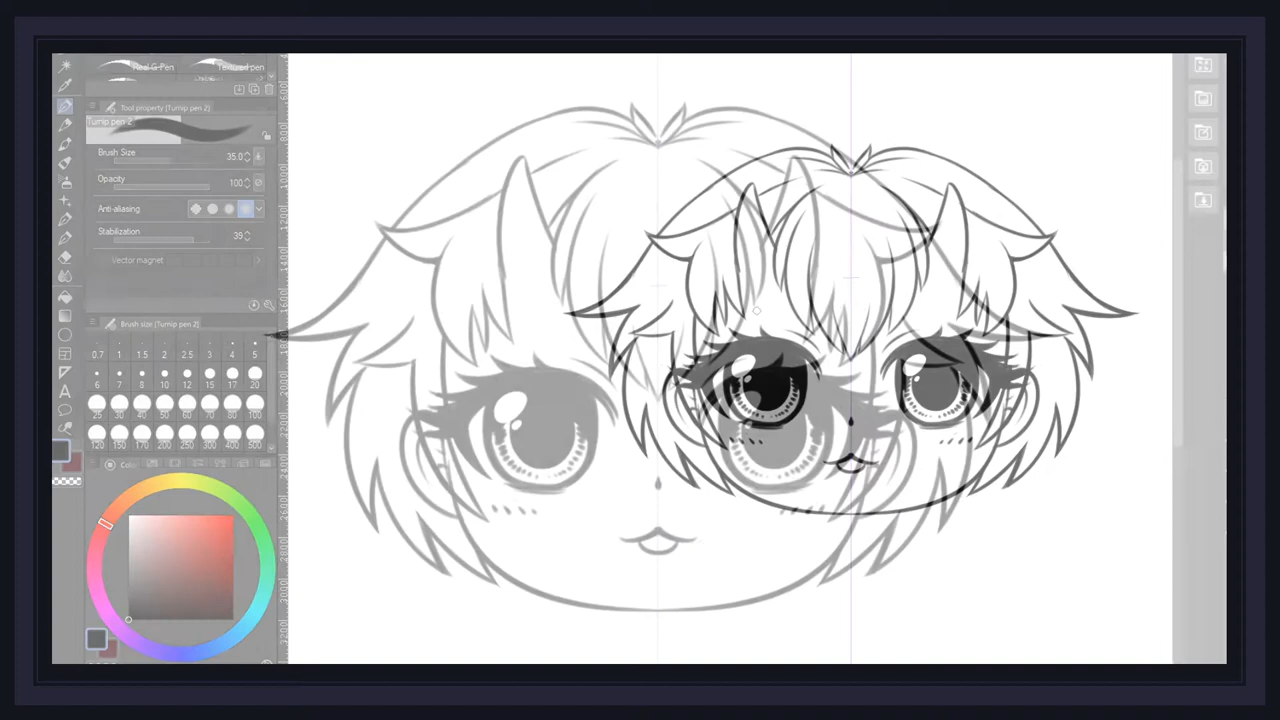 Real G-Pen Textured pen
Tool property [Turnip pen 2]
Turnip pen 2
Brush Size 35.0
Opacity 100
Anti-aliasing
Stabilization 39
Vector magnet
Brush size [Turnip pen 2]
0.7 1 1.5 2 2.5 3 4 5
6 7 8 10 12 15 17 20
25 30 40 50 60 70 80 100
120 150 170 200 250 300 400 500